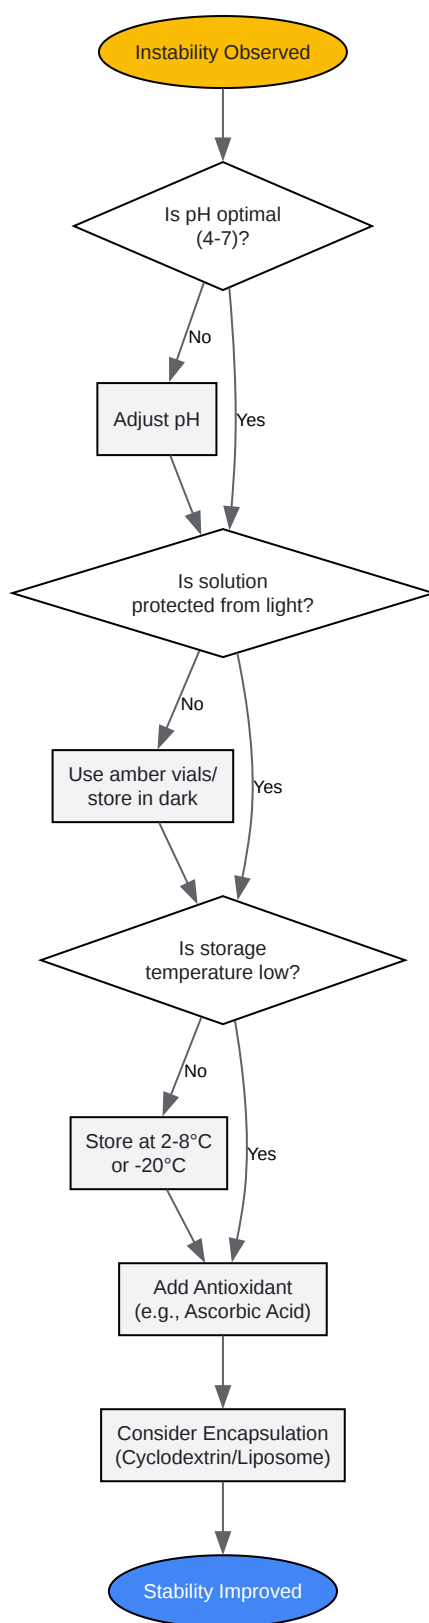 Instability Observed
Is pH optimal
(4-7)?
No
Adjust pH
Yes
Is solution
protected from light?
No
Use amber vials/
store in dark
Yes
Is storage
temperature low?
No
Store at 2-8°C
or -20°C
Yes
Add Antioxidant
(e.g., Ascorbic Acid)
Consider Encapsulation
(Cyclodextrin/Liposome)
Stability Improved